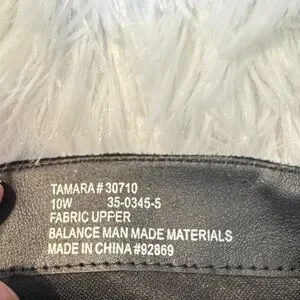 TAMARA# 30710
10W 35-0345-5
FABRIC UPPER
BALANCE MAN MADE MATERIALS
MADE IN CHINA #92869